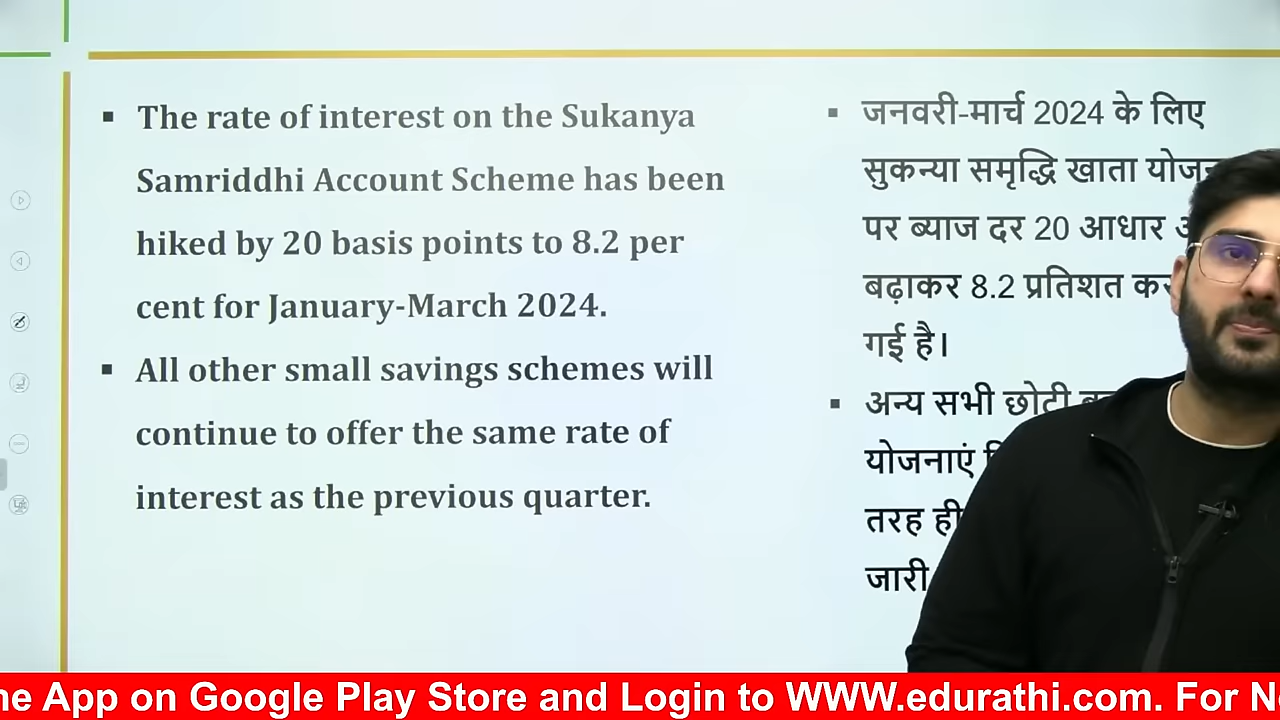 The rate of interest on the Sukanya
Samriddhi Account Scheme has been
hiked by 20 basis points to 8.2 per
cent for January-March 2024.
All other small savings schemes will
continue to offer the same rate of
interest as the previous quarter.
जनवरी-मार्च 2024 के लिए
सुकन्या समृद्धि खाता
पर ब्याज दर 20 आधार
बढ़ाकर 8.2 प्रतिशत
गई है।
अन्य सभी छोटी
योजनाएं
तरह ही
जारी
App on Google Play Store and Login to WWW.edurathi.com. For